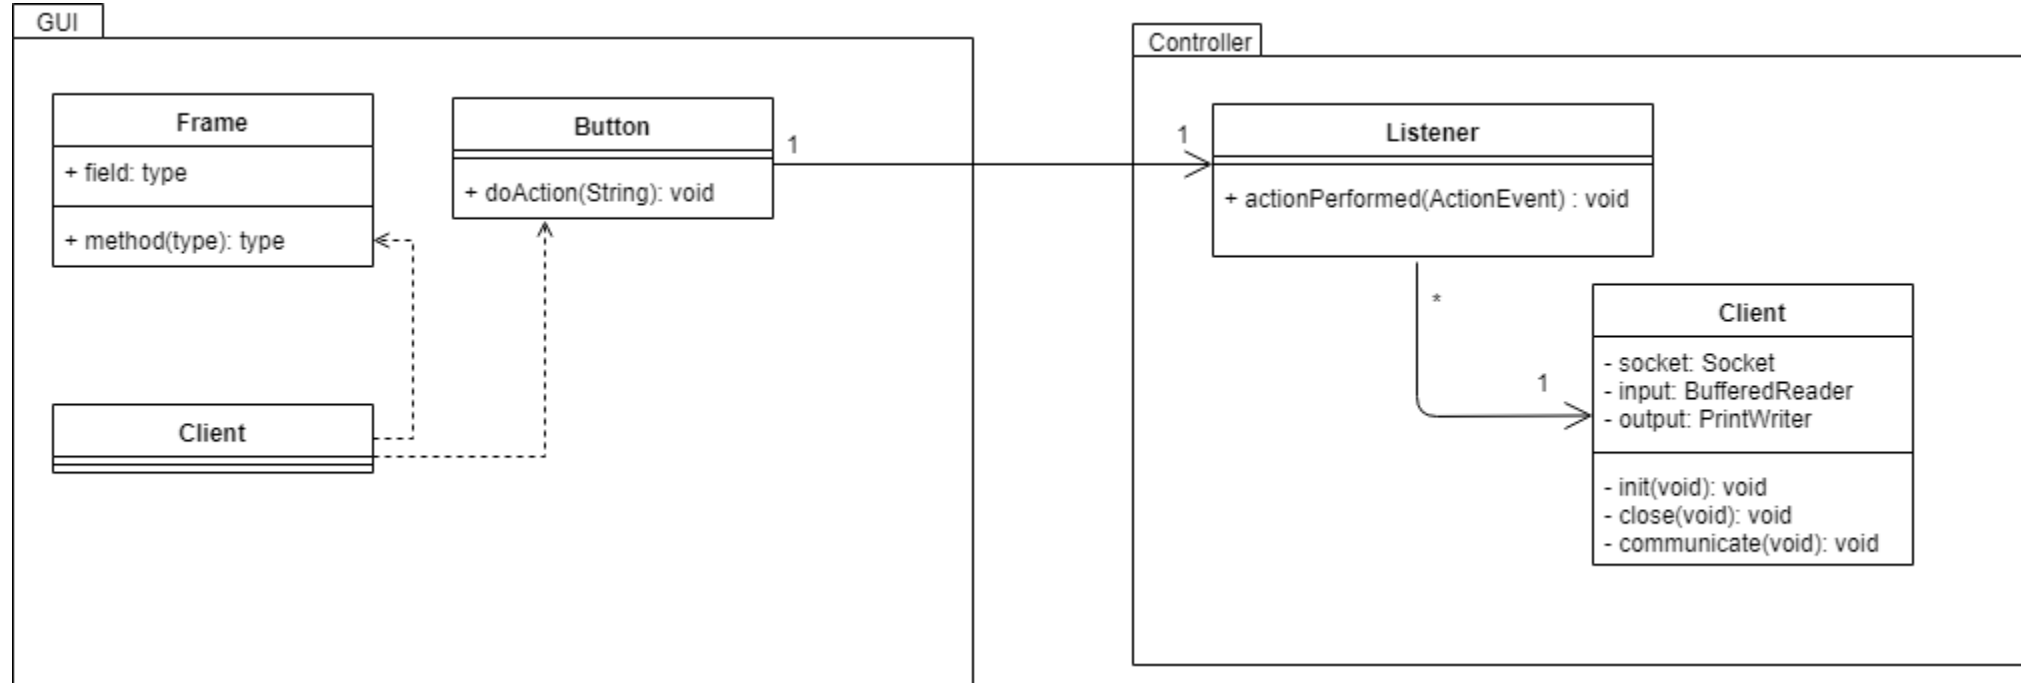 GUI
Frame
+ field: type
+ method(type): type
Button
+ doAction(String): void
1
Client
Controller
1
Listener
+ actionPerformed(ActionEvent) : void
*
1
Client
- socket: Socket
- input: BufferedReader
- output: PrintWriter
- init(void): void
- close(void): void
- communicate(void): void